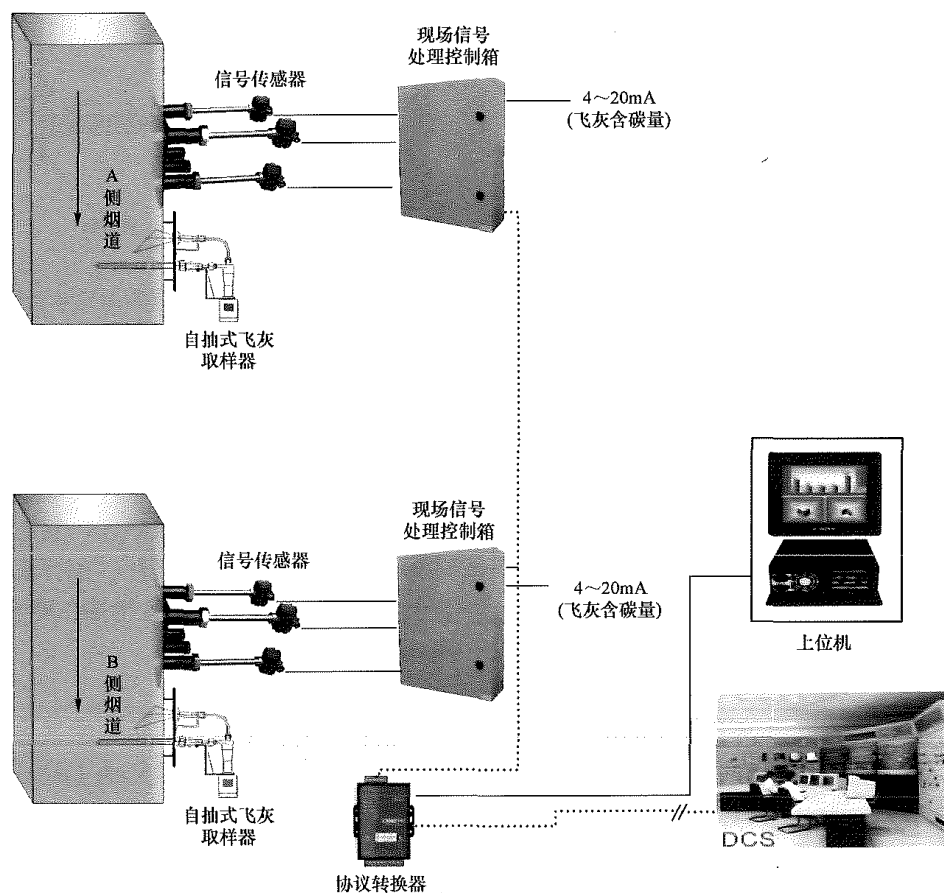 现场信号
处理控制箱
信号传感器
4～20mA
(飞灰含碳量)
A
侧
烟
道
自抽式飞灰
取样器
现场信号
处理控制箱
信号传感器
4～20mA
(飞灰含碳量)
上位机
B
侧
烟
道
自抽式飞灰
取样器
DCS
协议转换器